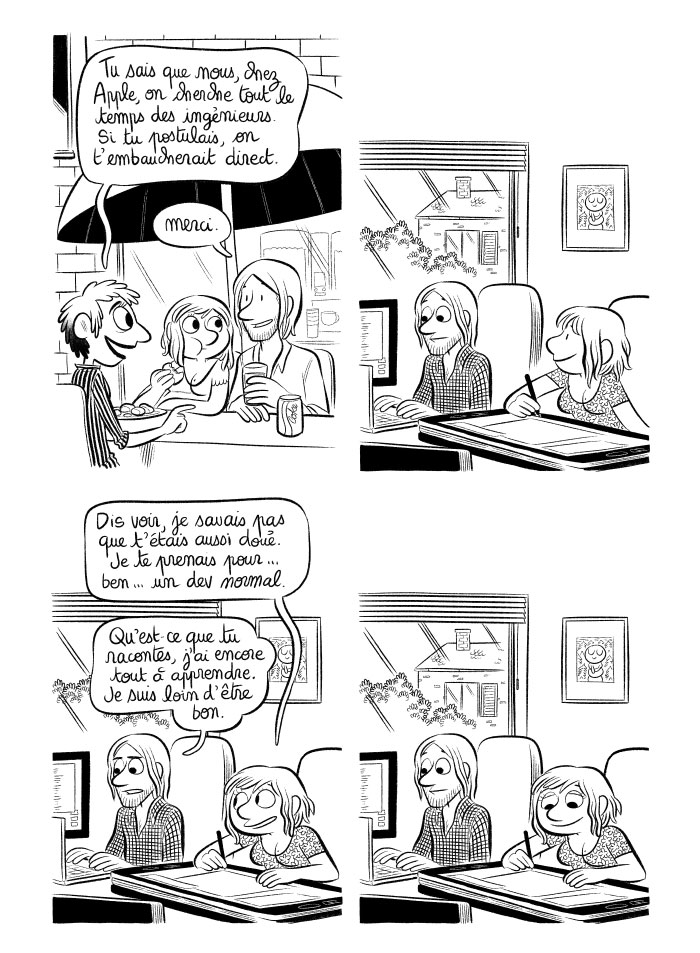 Tu sais que nous, chez
Apple, on cherche tout le
temps des ingénieurs.
Si tu postulais, on
t'embaucherait direct.
merci.
Dis voir, je savais pas
que t'étais aussi doué.
Je te prenais pour...
ben... un dev normal.
Qu'est-ce que tu
racontes, j'ai encore
tout à apprendre.
Je suis loin d'être
bon.